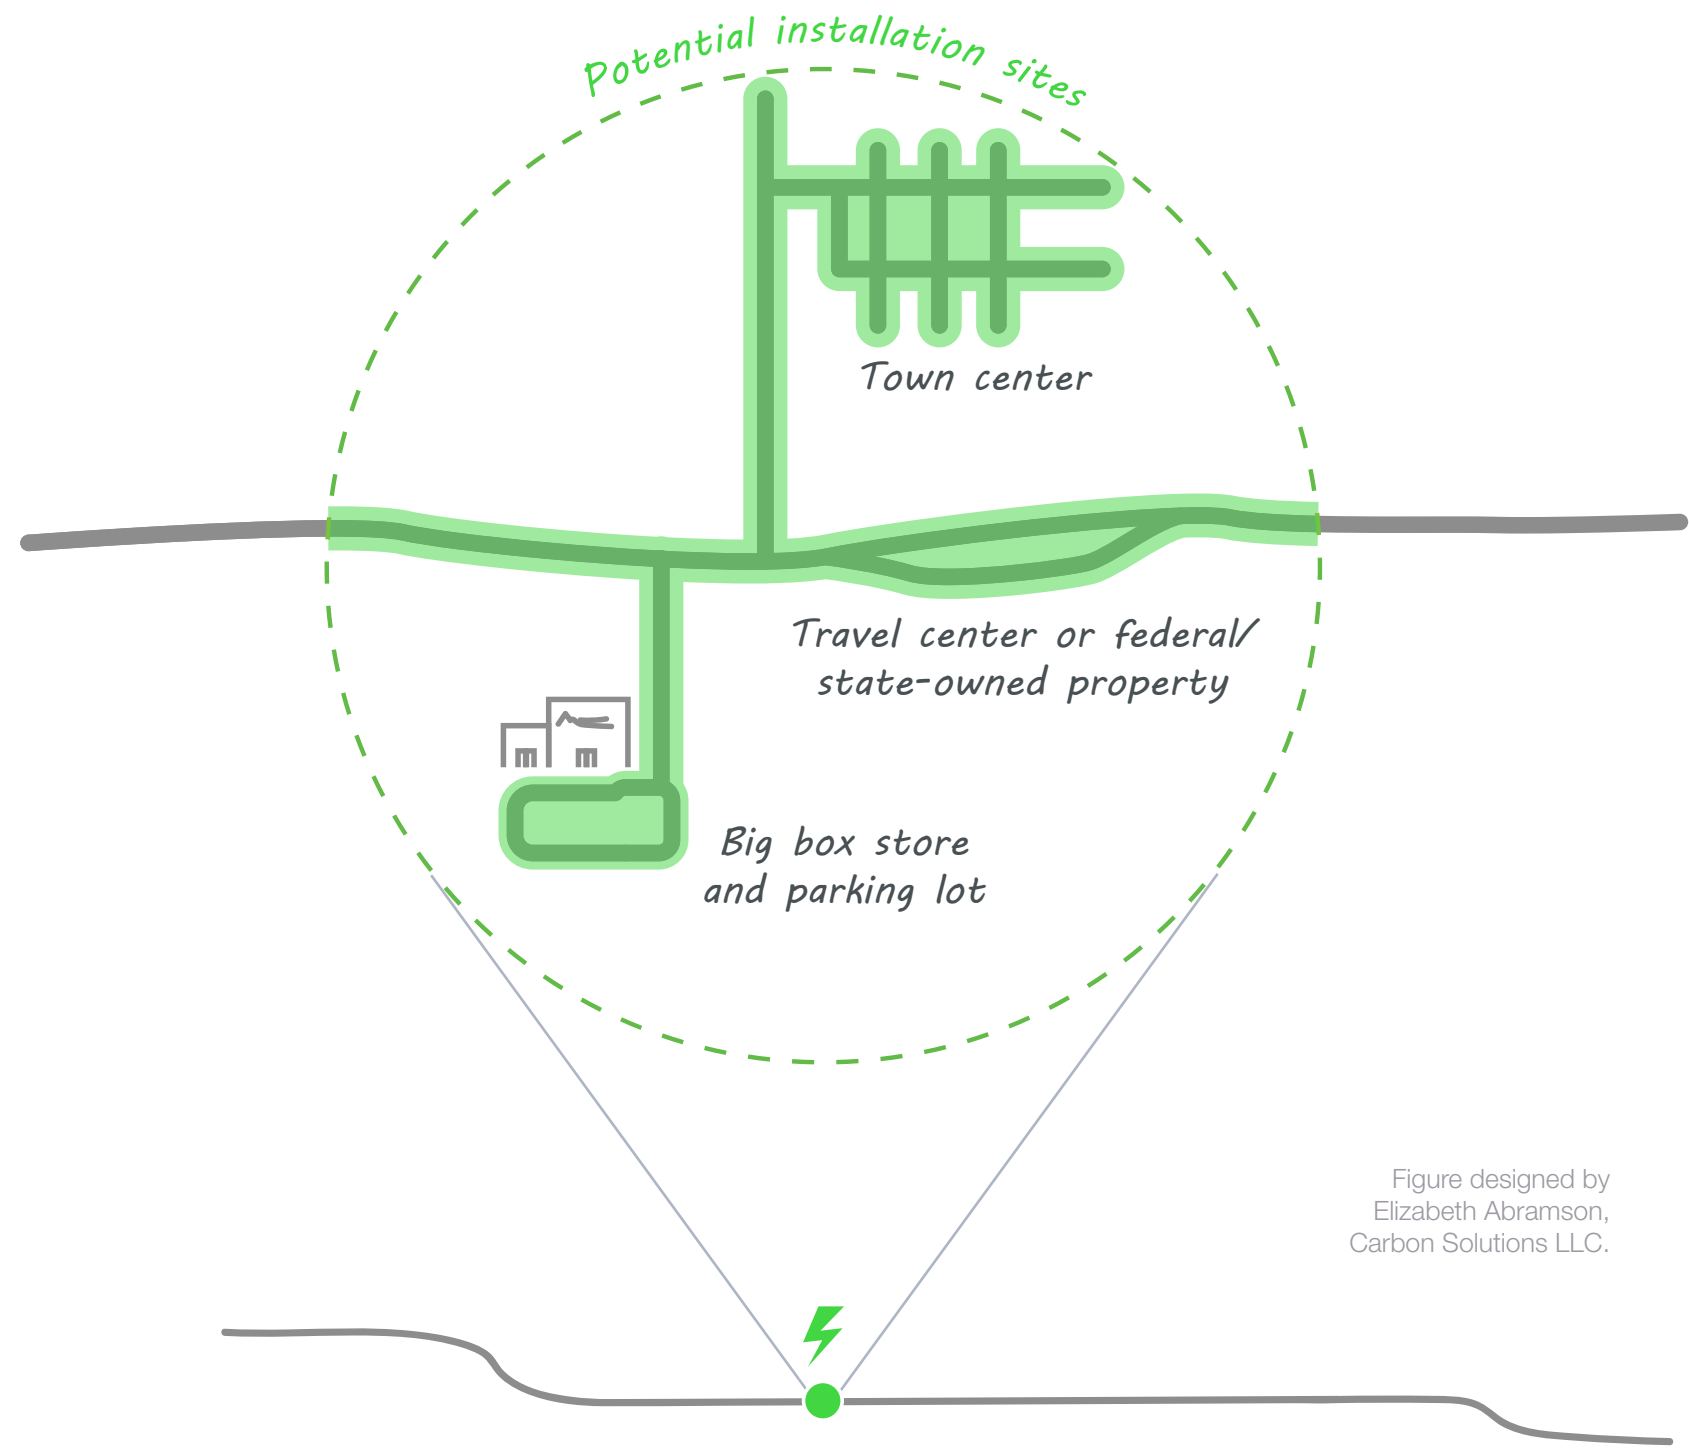 Potential installation sites
Town center
Travel center or federal/
state-owned property
Big box store
and parking lot
Figure designed by
Elizabeth Abramson,
Carbon Solutions LLC.